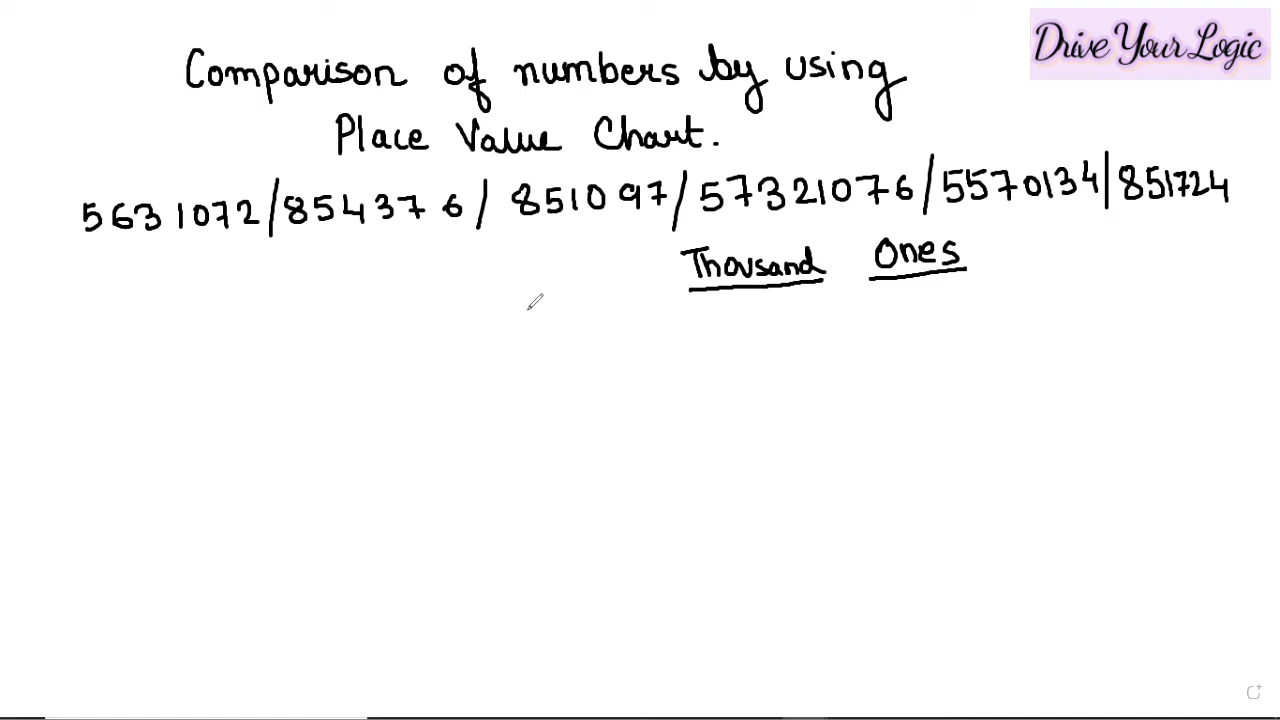 Drive Your Logic
Comparison of numbers by using
Place Value Chart.
5631072/854376/851097/57321076/5570134|851724
Thousand Ones